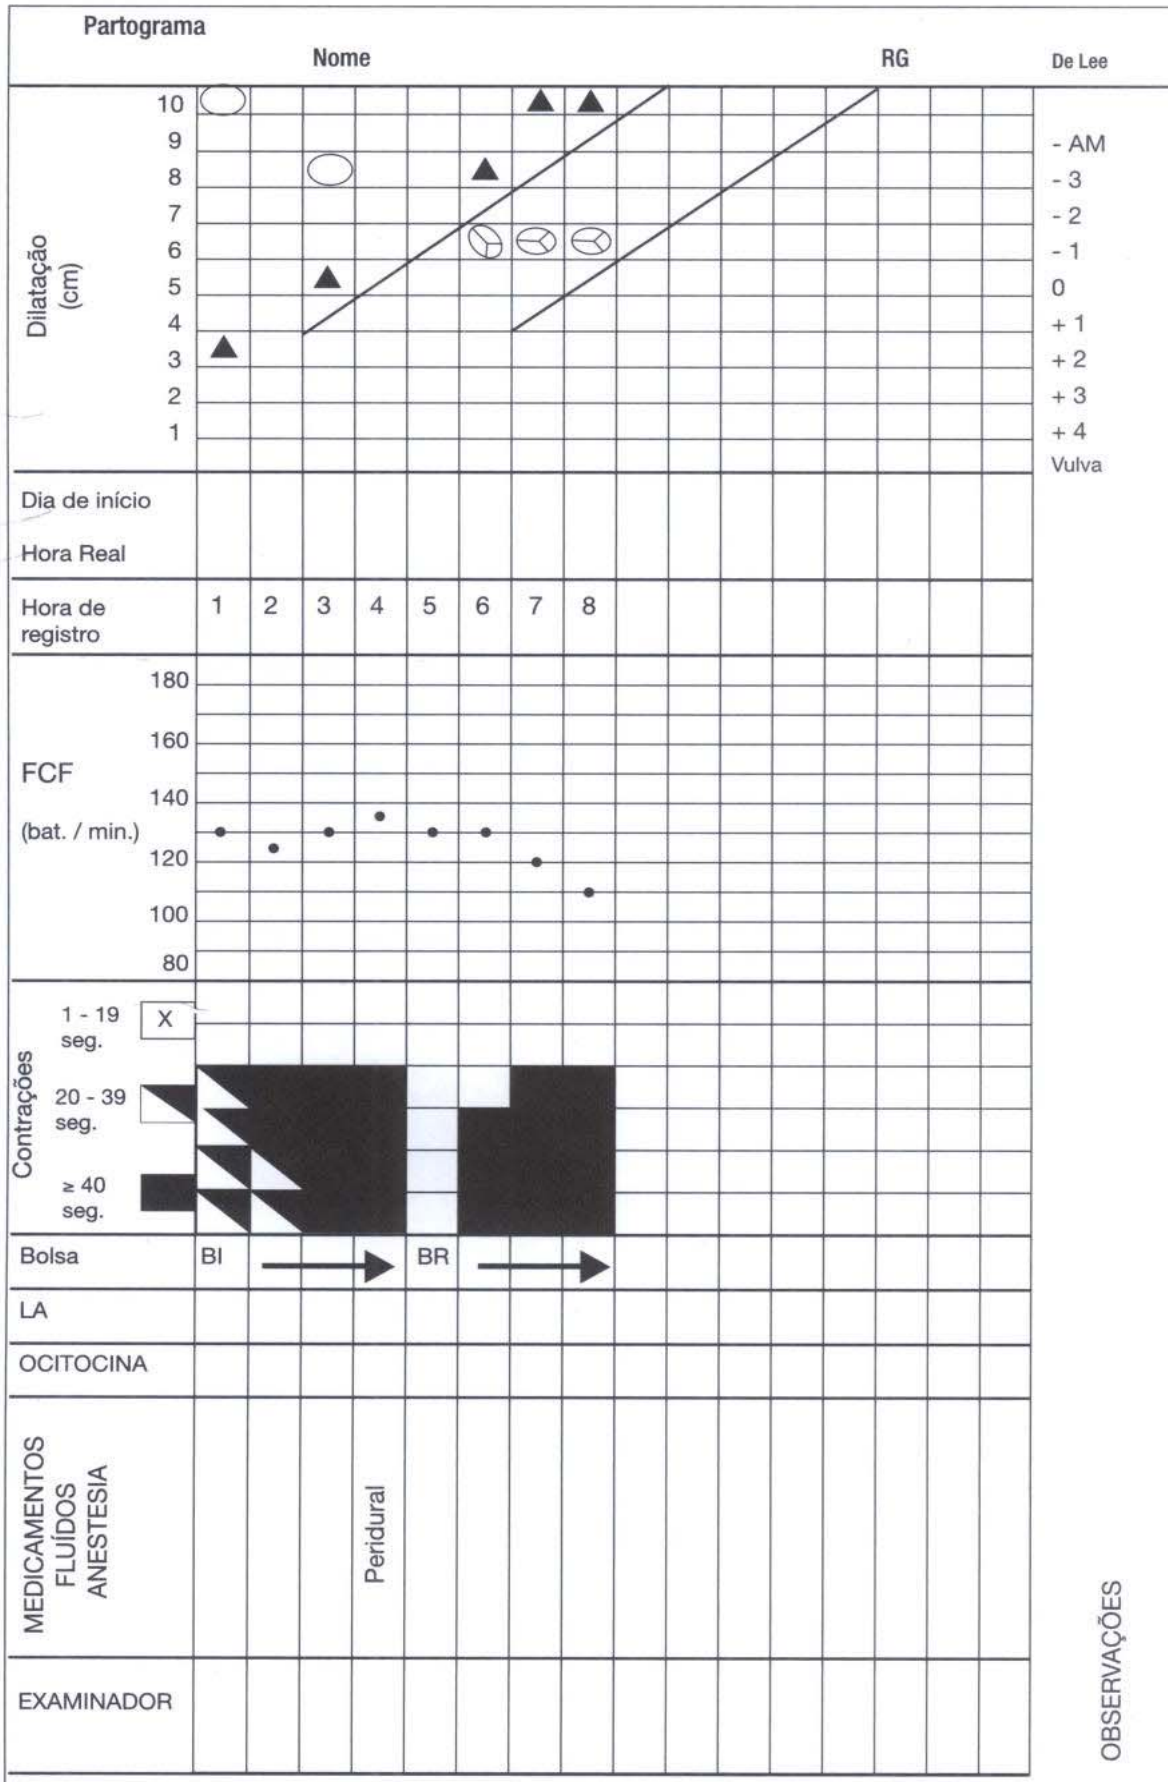 Partograma
Nome RG De Lee
Dilatação
(cm)
10
9 - AM
8 - 3
7 - 2
6 - 1
5 0
4 + 1
3 + 2
2 + 3
1 + 4
Vulva
Dia de início
Hora Real
Hora de
registro
1 2 3 4 5 6 7 8
FCF
(bat. / min.)
180
160
140
120
100
80
Contrações
1 - 19
seg.
X
20 - 39
seg.
≥ 40
seg.
Bolsa BI BR
LA
OCITOCINA
MEDICAMENTOS
FLUÍDOS
ANESTESIA
Peridural
EXAMINADOR
OBSERVAÇÕES